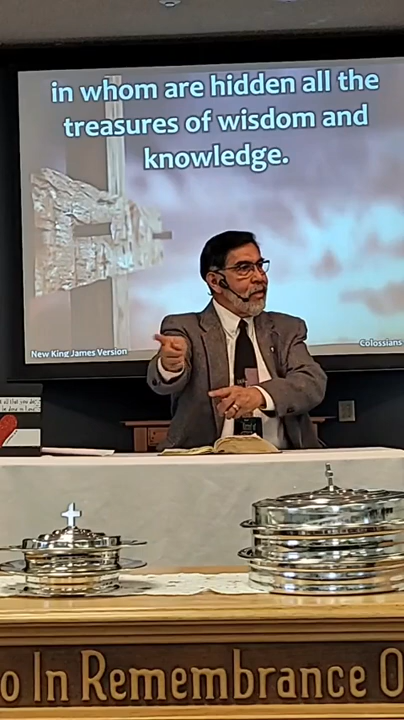 in whom are hidden all the
treasures of wisdom and
knowledge.
New King James Version
Colossians
o In Remembrance O